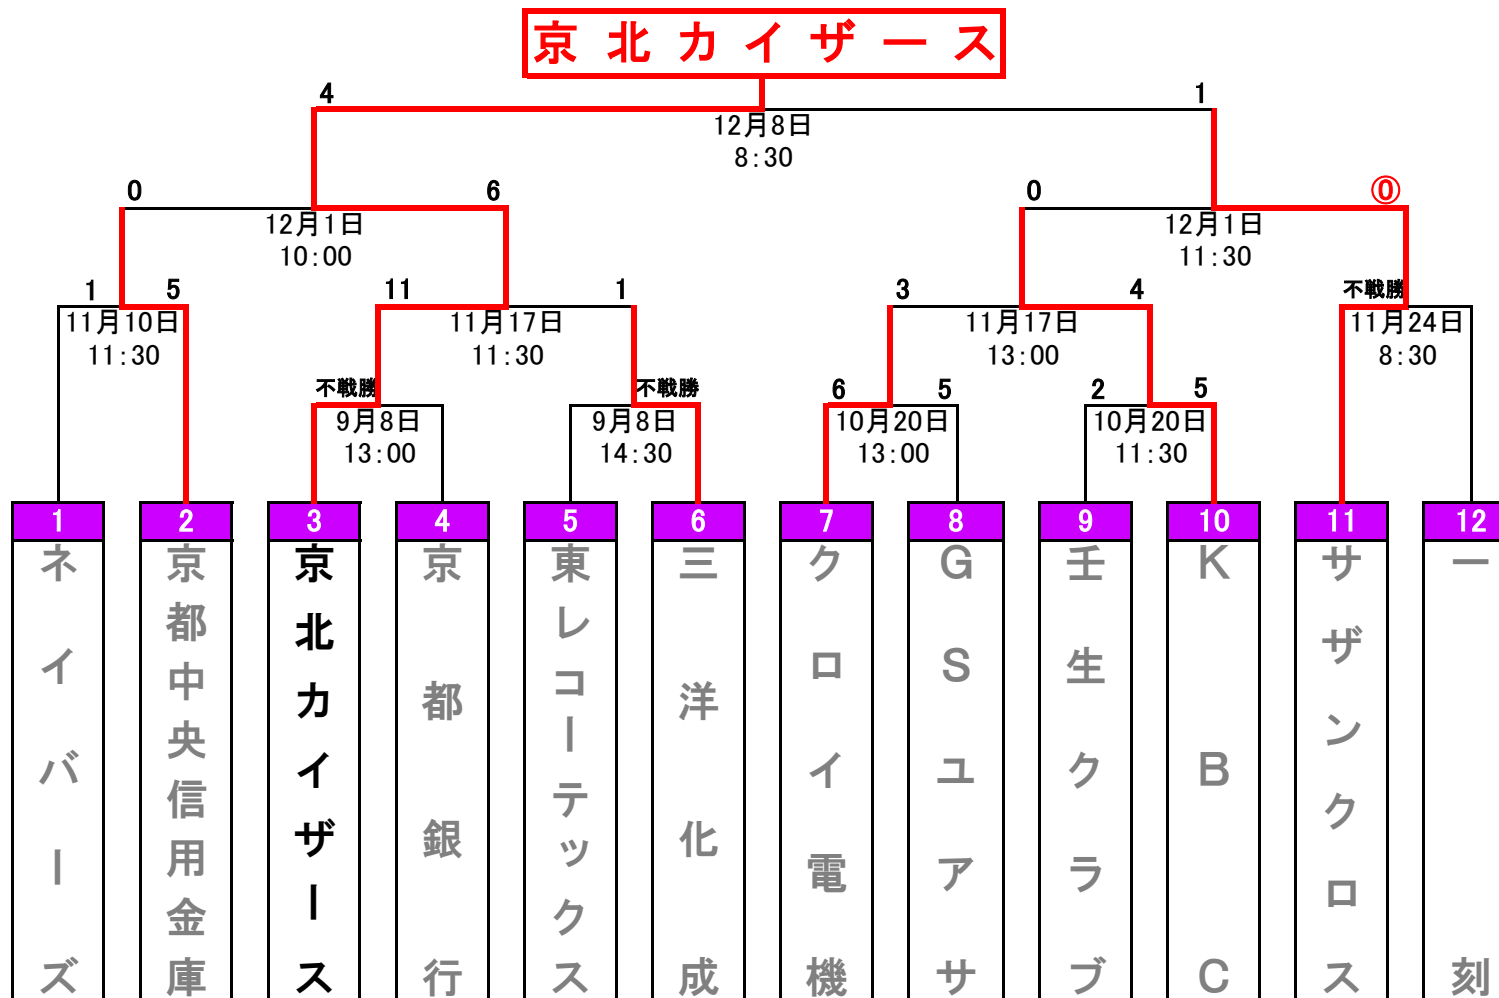 京北カイザース
4 1
12月8日
8:30
0 6 0 ⓪
12月1日 12月1日
10:00 11:30
1 5 11 1 3 4 不戦勝
11月10日 11月17日 11月17日 11月24日
11:30 11:30 13:00 8:30
不戦勝 不戦勝 6 5 2 5
9月8日 9月8日 10月20日 10月20日
13:00 14:30 13:00 11:30
1 2 3 4 5 6 7 8 9 10 11 12
ネイバーズ
京都中央信用金庫
京北カイザース
京都銀行
東レコーテックス
三洋化成
クロイ電機
GSユアサ
壬生クラブ
KBC
サザンクロス
一刻